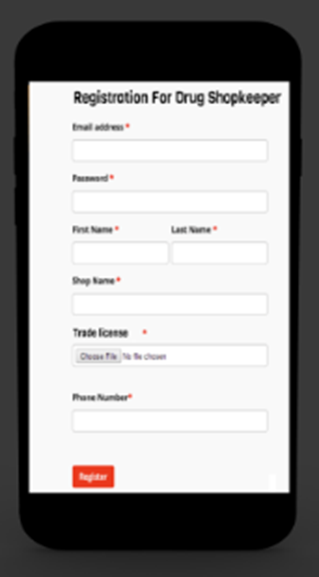 Registration For Drug Shopkeeper
Email address *
Password *
First Name * Last Name *
Shop Name *
Trade license *
Choose File No file chosen
Phone Number*
Register